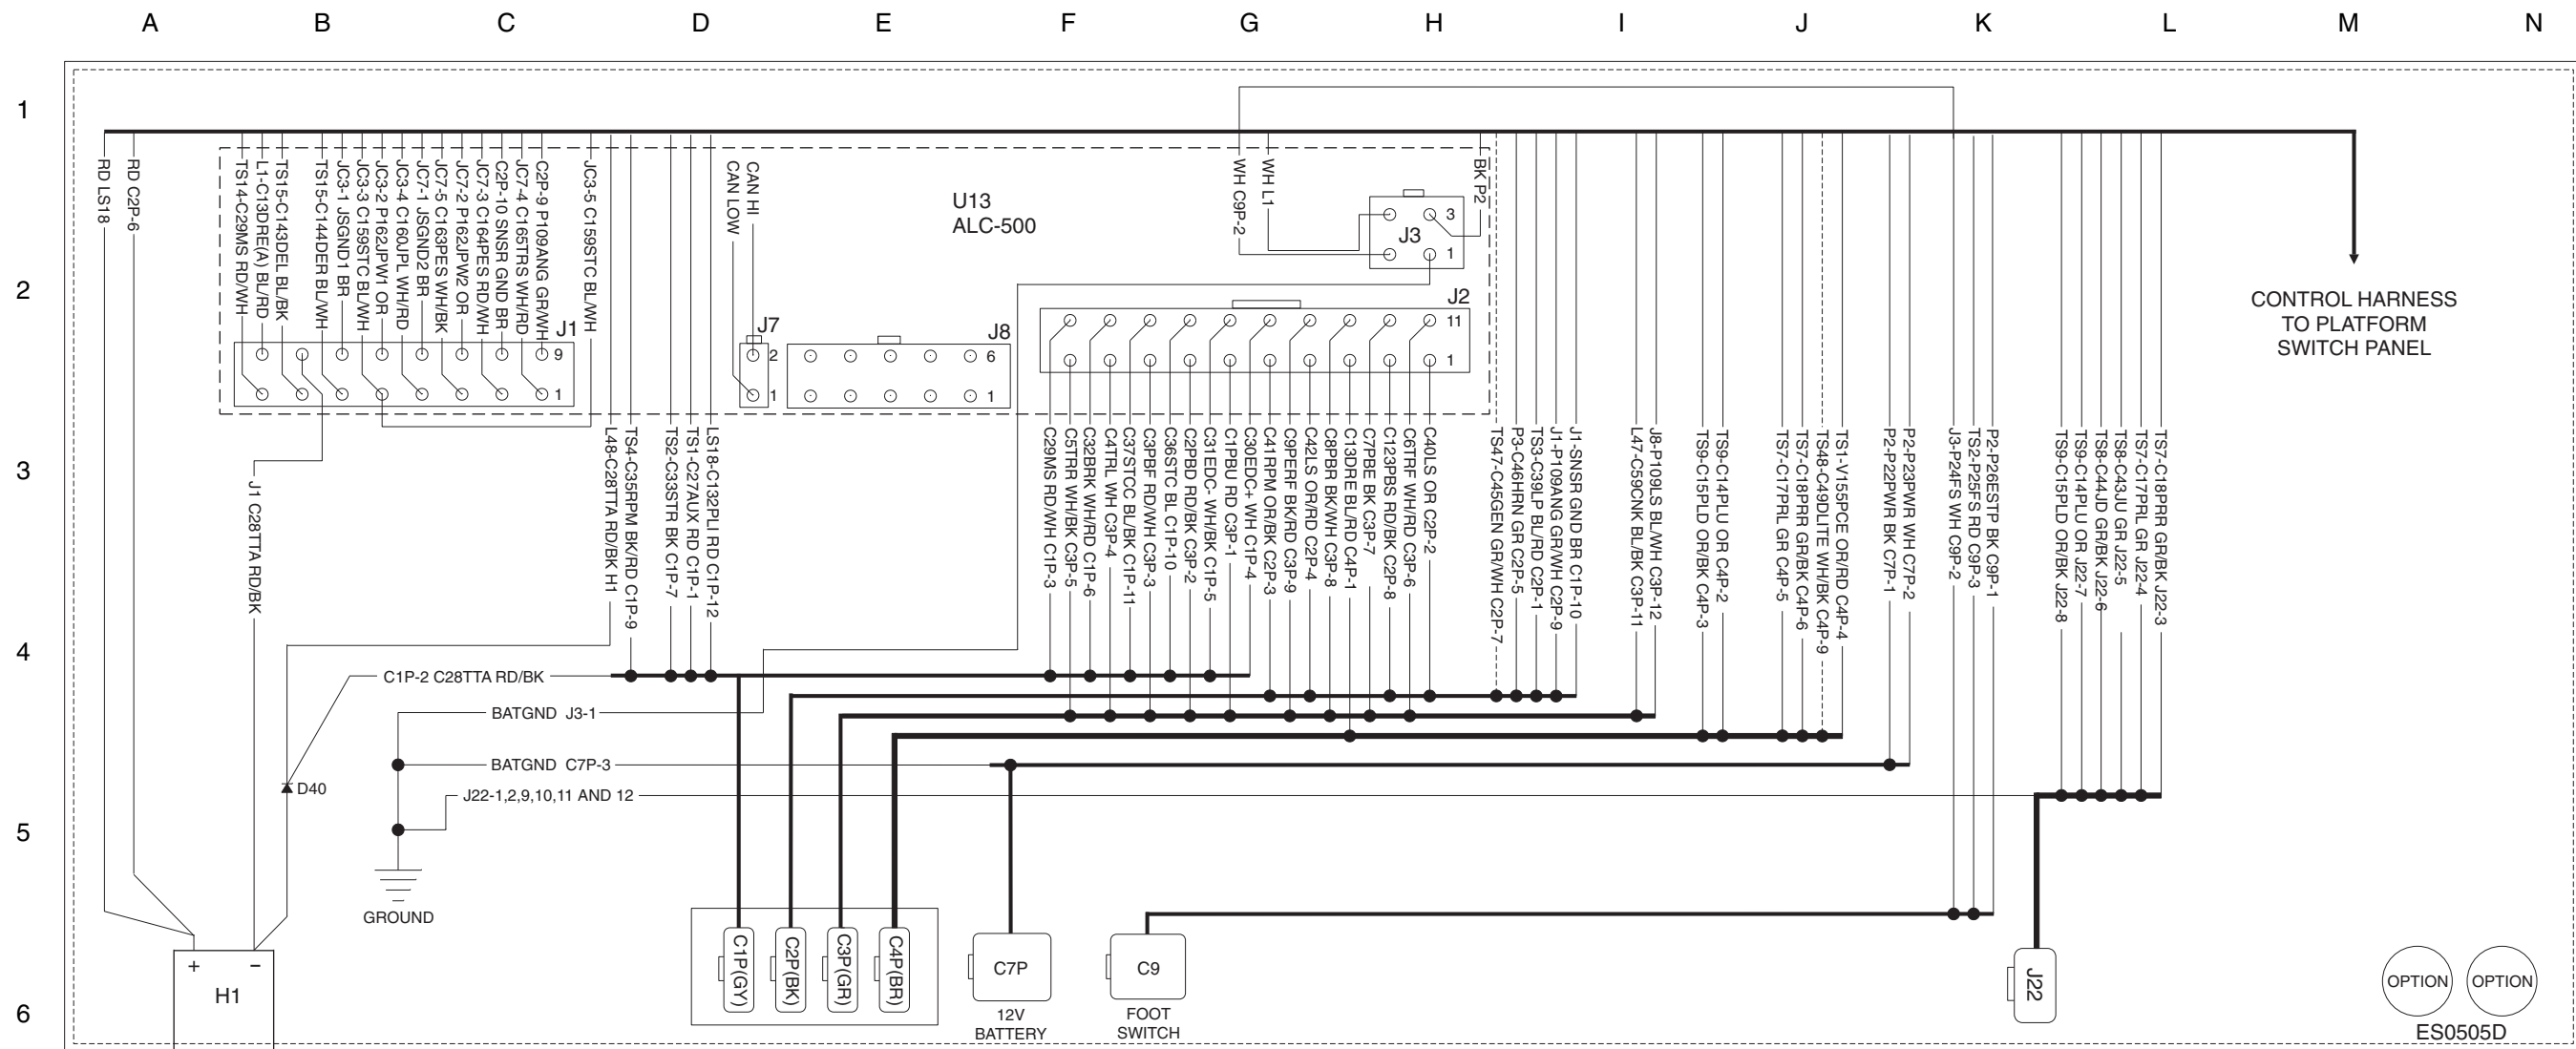 A B C D E F G H I J K L M N
1
2
3
4
5
6
RD LS18
RD C2P-6
TS14-C29MS RD/WH
L1-C13DRE(A) BL/RD
TS15-C143DEL BL/BK
TS15-C144DER BL/WH
JC3-1 JSGND1 BR
JC3-3 C159STC BL/WH
JC3-2 P162JPW1 OR
JC3-4 C160JPL WH/RD
JC7-1 JSGND2 BR
JC7-5 C163PES WH/BK
JC7-2 P162JPW2 OR
JC7-3 C164PES RD/WH
C2P-10 SNSR GND BR
JC7-4 C165TRS WH/RD
C2P-9 P109ANG GR/WH
JC3-5 C159STC BL/WH
CAN LOW
CAN HI
U13
ALC-500
WH C9P-2
WH L1
BK P2
3
J3
1
J1
9
1
J7
2
1
J8
6
1
J2
11
1
CONTROL HARNESS
TO PLATFORM
SWITCH PANEL
J1 C28TTA RD/BK
L48-C28TTA RD/BK H1
TS4-C35RPM BK/RD C1P-9
TS2-C33STR BK C1P-7
TS1-C27AUX RD C1P-1
LS18-C132PLI RD C1P-12
C29MS RD/WH C1P-3
C5TRR WH/BK C3P-5
C32BRK WH/RD C1P-6
C4TRL WH C3P-4
C37STCC BL/BK C1P-11
C3PBF RD/WH C3P-3
C36STC BL C1P-10
C2PBD RD/BK C3P-2
C31EDC- WH/BK C1P-5
C1PBU RD C3P-1
C30EDC+ WH C1P-4
C41RPM OR/BK C2P-3
C9PERF BK/RD C3P-9
C42LS OR/RD C2P-4
C8PBR BK/WH C3P-8
C13DRE BL/RD C4P-1
C7PBE BK C3P-7
C123PBS RD/BK C2P-8
C6TRF WH/RD C3P-6
C40LS OR C2P-2
TS47-C45GEN GR/WH C2P-7
P3-C46HRN GR C2P-5
TS3-C39LP BL/RD C2P-1
J1-P109ANG GR/WH C2P-9
J1-SNSR GND BR C1P-10
L47-C59CNK BL/BK C3P-11
J8-P109LS BL/WH C3P-12
TS9-C15PLD OR/BK C4P-3
TS9-C14PLU OR C4P-2
TS7-C17PRL GR C4P-5
TS7-C18PRR GR/BK C4P-6
TS48-C49DLITE WH/BK C4P-9
TS1-V155PCE OR/RD C4P-4
P2-P22PWR BK C7P-1
P2-P23PWR WH C7P-2
J3-P24FS WH C9P-2
TS2-P25FS RD C9P-3
P2-P26ESTP BK C9P-1
TS9-C15PLD OR/BK J22-8
TS9-C14PLU OR J22-7
TS8-C44JD GR/BK J22-6
TS8-C43JU GR J22-5
TS7-C17PRL GR J22-4
TS7-C18PRR GR/BK J22-3
C1P-2 C28TTA RD/BK
BATGND J3-1
BATGND C7P-3
D40
J22-1,2,9,10,11 AND 12
GROUND
+ −
H1
C1P(GY)
C2P(BK)
C3P(GR)
C4P(BR)
C7P
12V
BATTERY
C9
FOOT
SWITCH
J22
OPTION
OPTION
ES0505D